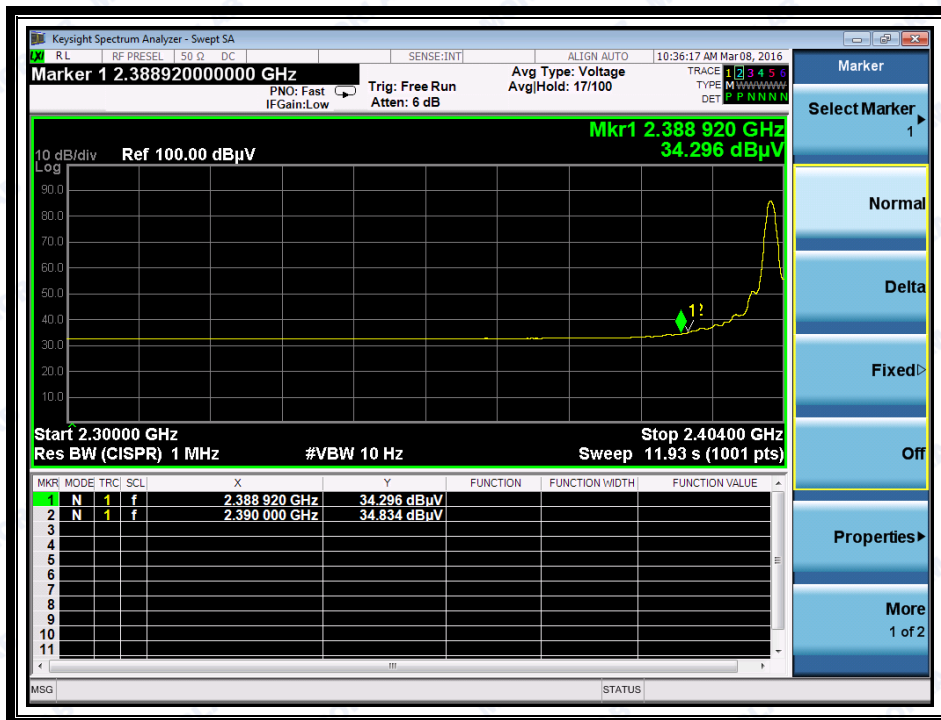 Keysight Spectrum Analyzer - Swept SA
LXI RL RF PRESEL 50 Ω DC SENSE:INT ALIGN AUTO 10:36:17 AM Mar 08, 2016
Marker 1 2.388920000000 GHz
PNO: Fast
IFGain:Low
Trig: Free Run
Atten: 6 dB
Avg Type: Voltage
Avg|Hold: 17/100
TRACE 1 2 3 4 5 6
TYPE M WWWWW
DET P P N N N N
Mkr1 2.388 920 GHz
34.296 dBµV
10 dB/div Ref 100.00 dBµV
Log
90.0
80.0
70.0
60.0
50.0
40.0
30.0
20.0
10.0
1
2
Start 2.30000 GHz Stop 2.40400 GHz
Res BW (CISPR) 1 MHz #VBW 10 Hz Sweep 11.93 s (1001 pts)
MKR MODE TRC SCL X Y FUNCTION FUNCTION WIDTH FUNCTION VALUE
1 N 1 f 2.388 920 GHz 34.296 dBµV
2 N 1 f 2.390 000 GHz 34.834 dBµV
3
4
5
6
7
8
9
10
11
MSG STATUS
Marker
Select Marker
1
Normal
Delta
Fixed
Off
Properties
More
1 of 2